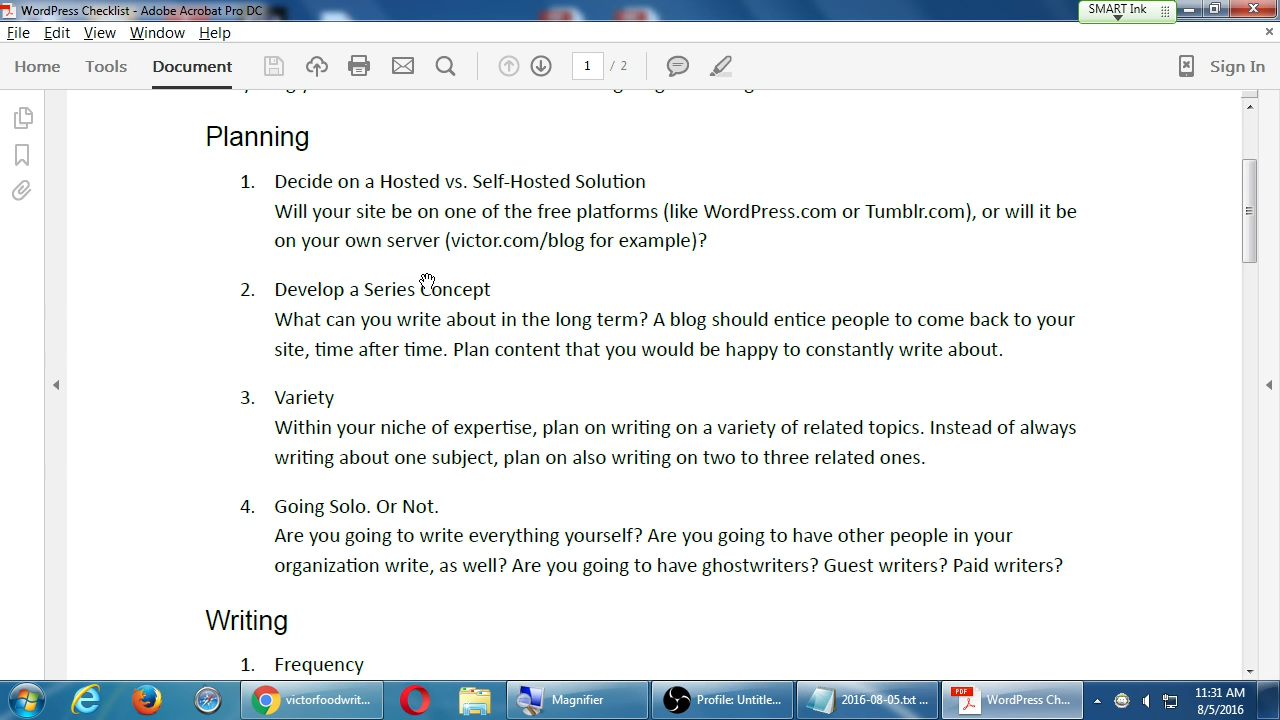 WordPress Checklist - Adobe Acrobat Pro DC
SMART Ink
File Edit View Window Help
Home Tools Document 1 / 2 Sign In
Planning
1. Decide on a Hosted vs. Self-Hosted Solution
Will your site be on one of the free platforms (like WordPress.com or Tumblr.com), or will it be
on your own server (victor.com/blog for example)?
2. Develop a Series Concept
What can you write about in the long term? A blog should entice people to come back to your
site, time after time. Plan content that you would be happy to constantly write about.
3. Variety
Within your niche of expertise, plan on writing on a variety of related topics. Instead of always
writing about one subject, plan on also writing on two to three related ones.
4. Going Solo. Or Not.
Are you going to write everything yourself? Are you going to have other people in your
organization write, as well? Are you going to have ghostwriters? Guest writers? Paid writers?
Writing
1. Frequency
victorfoodwrit... Magnifier Profile: Untitle... 2016-08-05.txt ... PDF WordPress Ch... 11:31 AM
8/5/2016